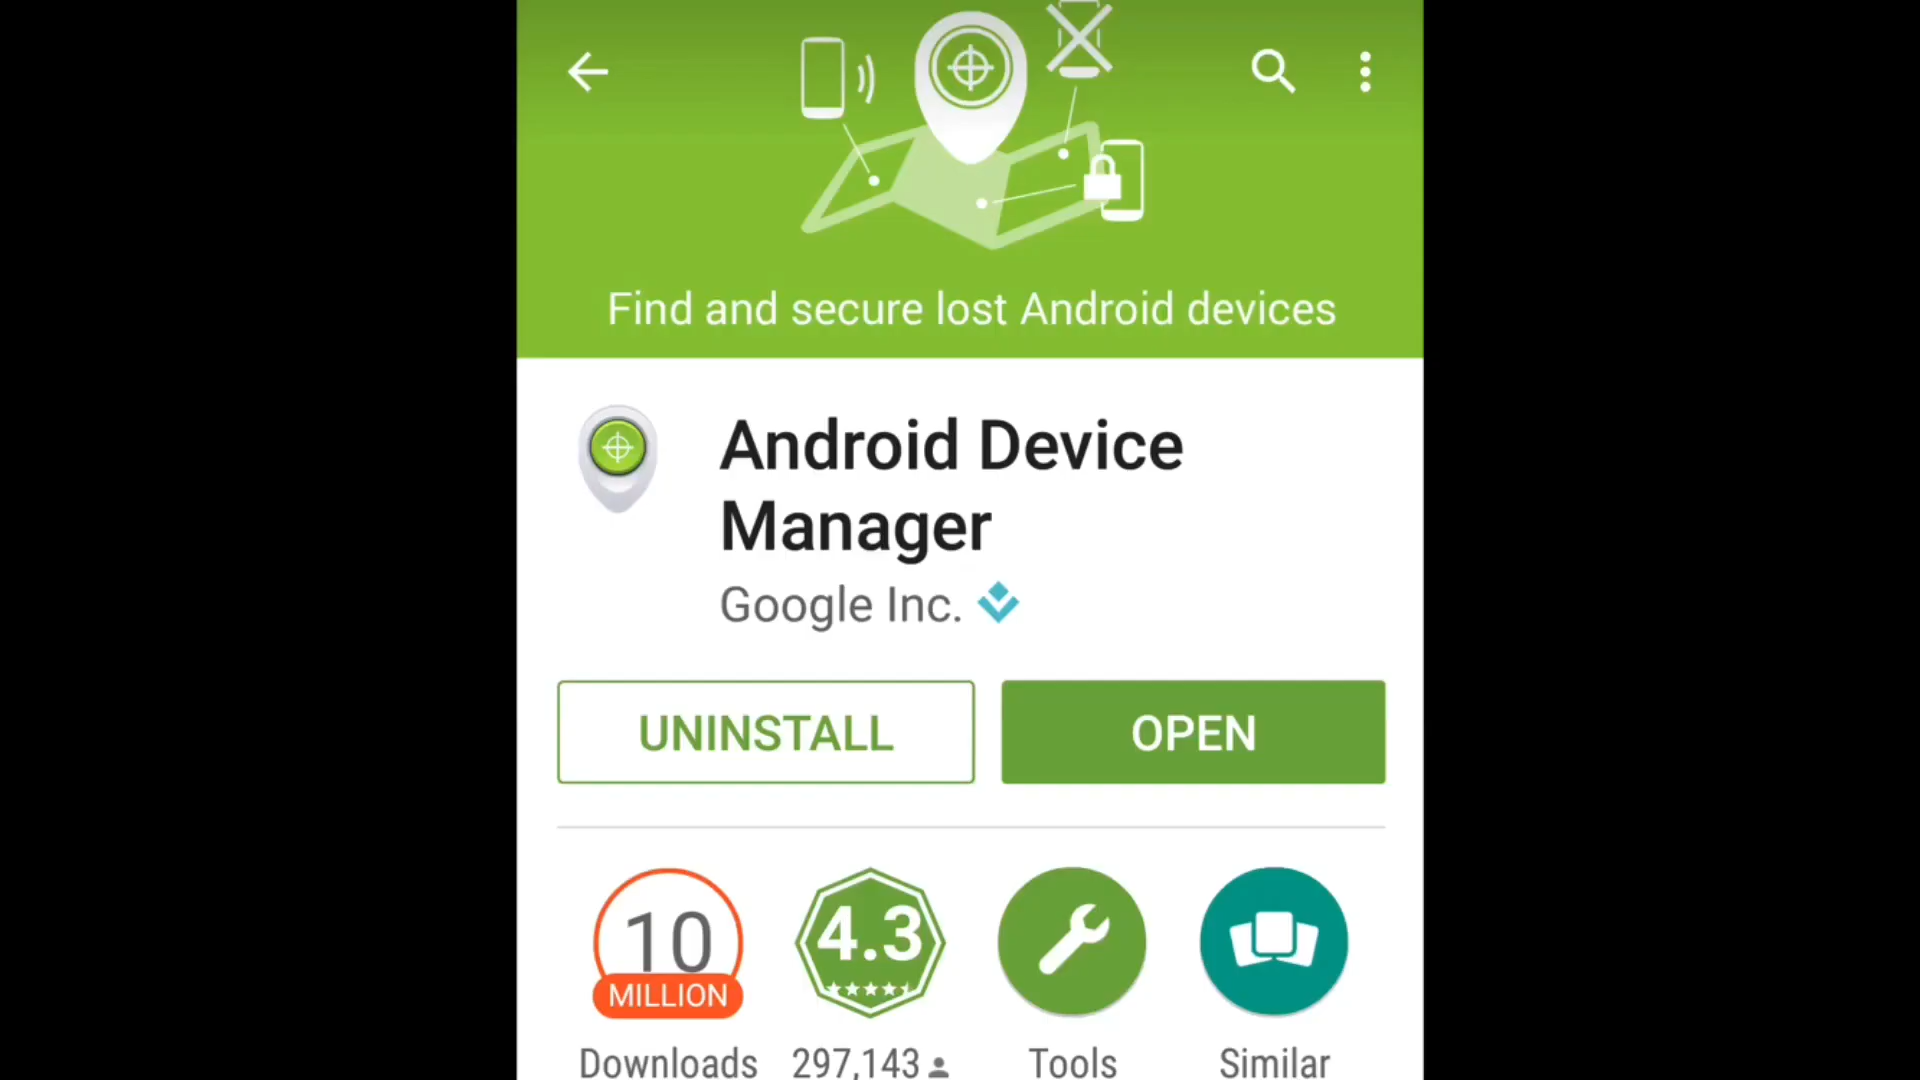 Find and secure lost Android devices
Android Device
Manager
Google Inc.
UNINSTALL
OPEN
10
MILLION
4.3
Downloads
297,143
Tools
Similar